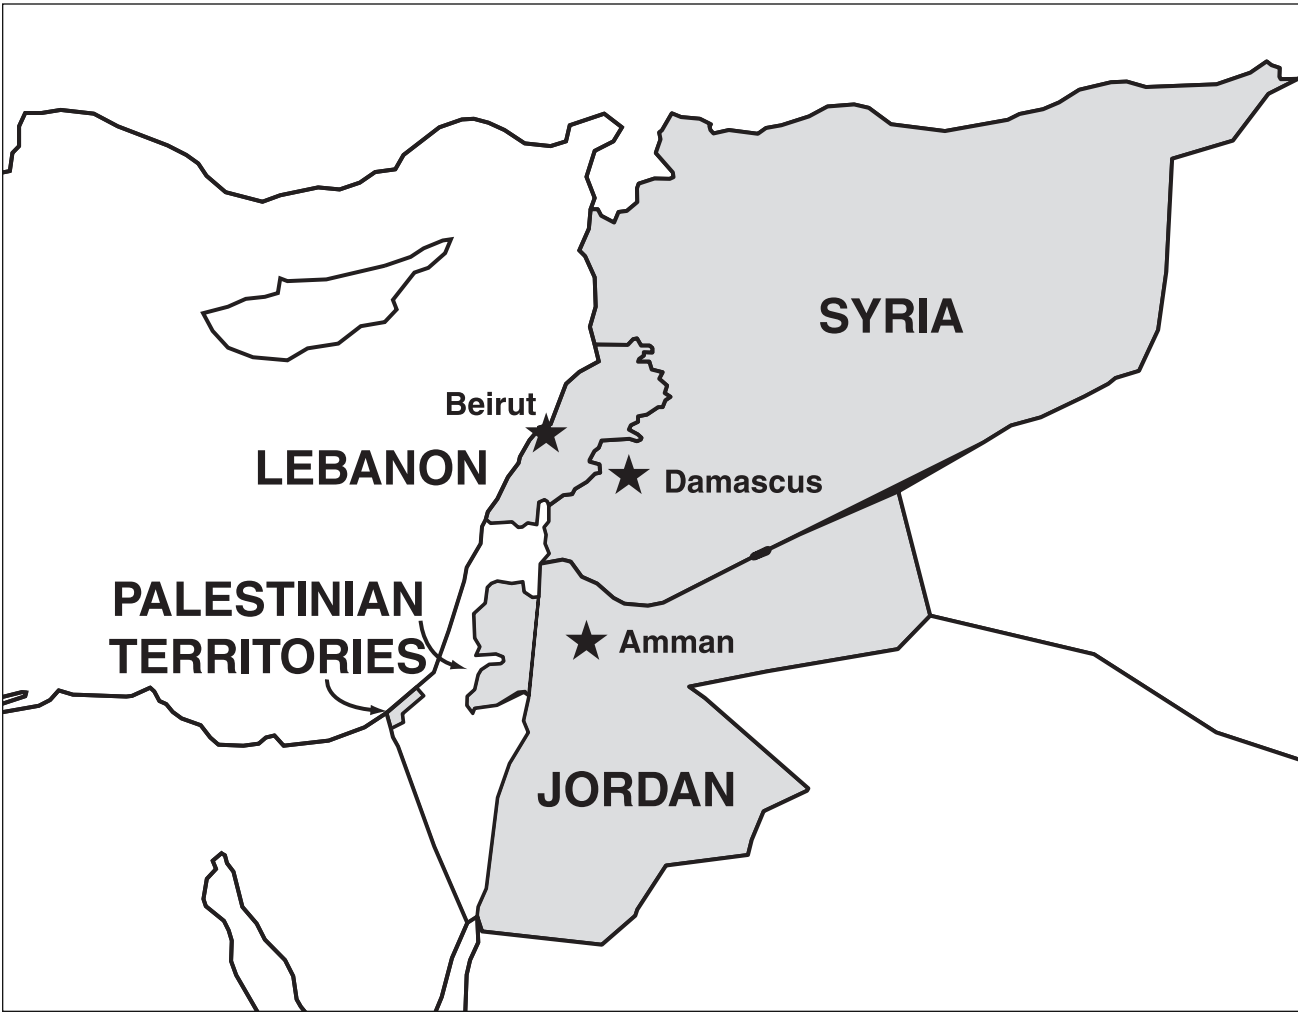 SYRIA
Beirut
LEBANON
Damascus
PALESTINIAN
TERRITORIES
Amman
JORDAN